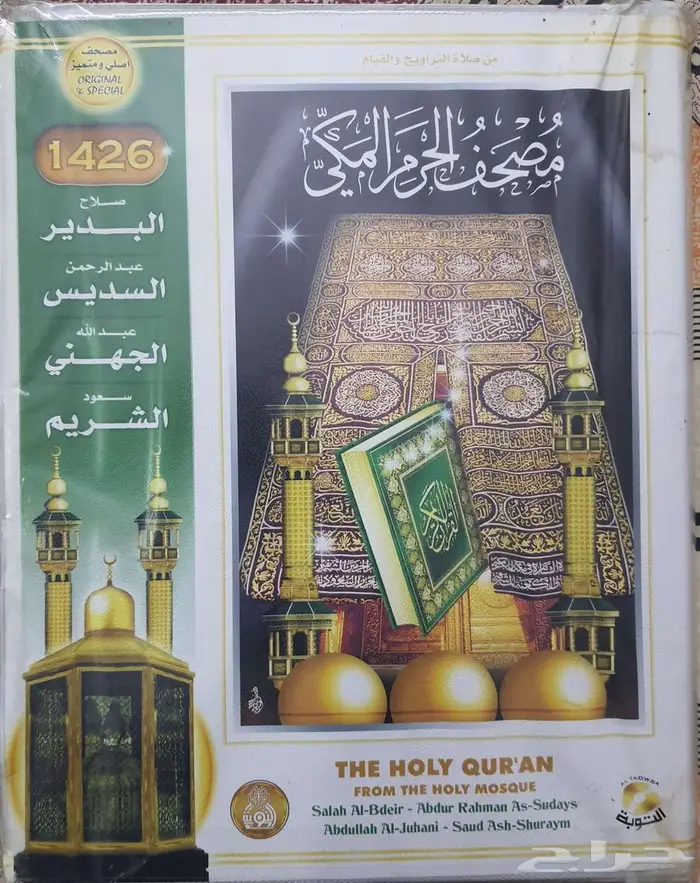 مصحف
أصلي ومتميز
ORIGINAL
& SPECIAL
1426
صلاح
البدير
عبد الرحمن
السديس
عبد الله
الجهني
سعود
الشريم
من صلاة التراويح والقيام
مصحف الحرم المكي
القرآن الكريم
THE HOLY QUR'AN
FROM THE HOLY MOSQUE
Salah Al-Bdeir - Abdur Rahman As-Sudays
Abdullah Al-Juhani - Saud Ash-Shuraym
AL TAOWBA
التوبة
حراج